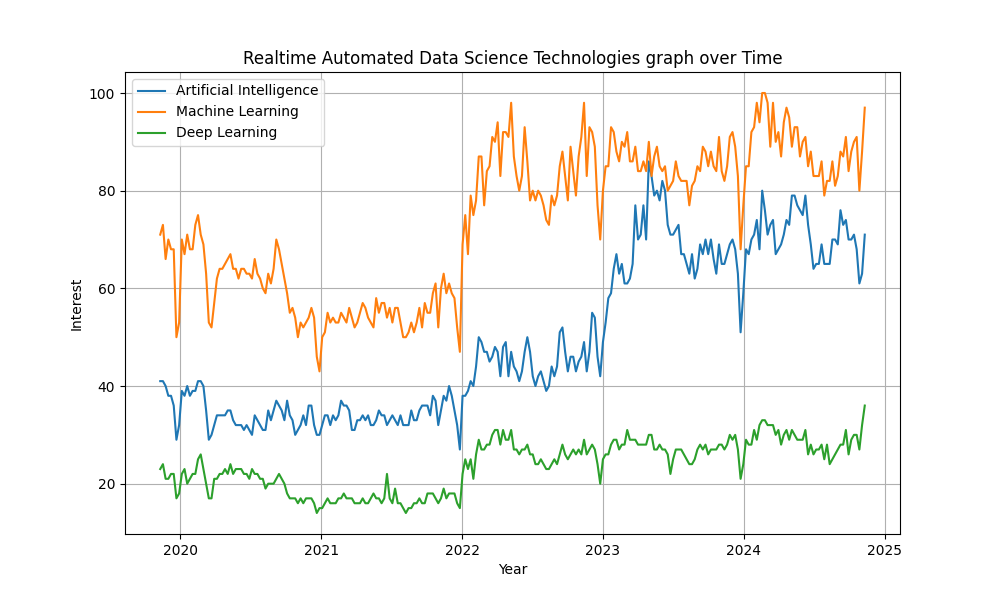 Realtime Automated Data Science Technologies graph over Time
Artificial Intelligence
Machine Learning
Deep Learning
100
80
60
40
20
Interest
2020 2021 2022 2023 2024 2025
Year